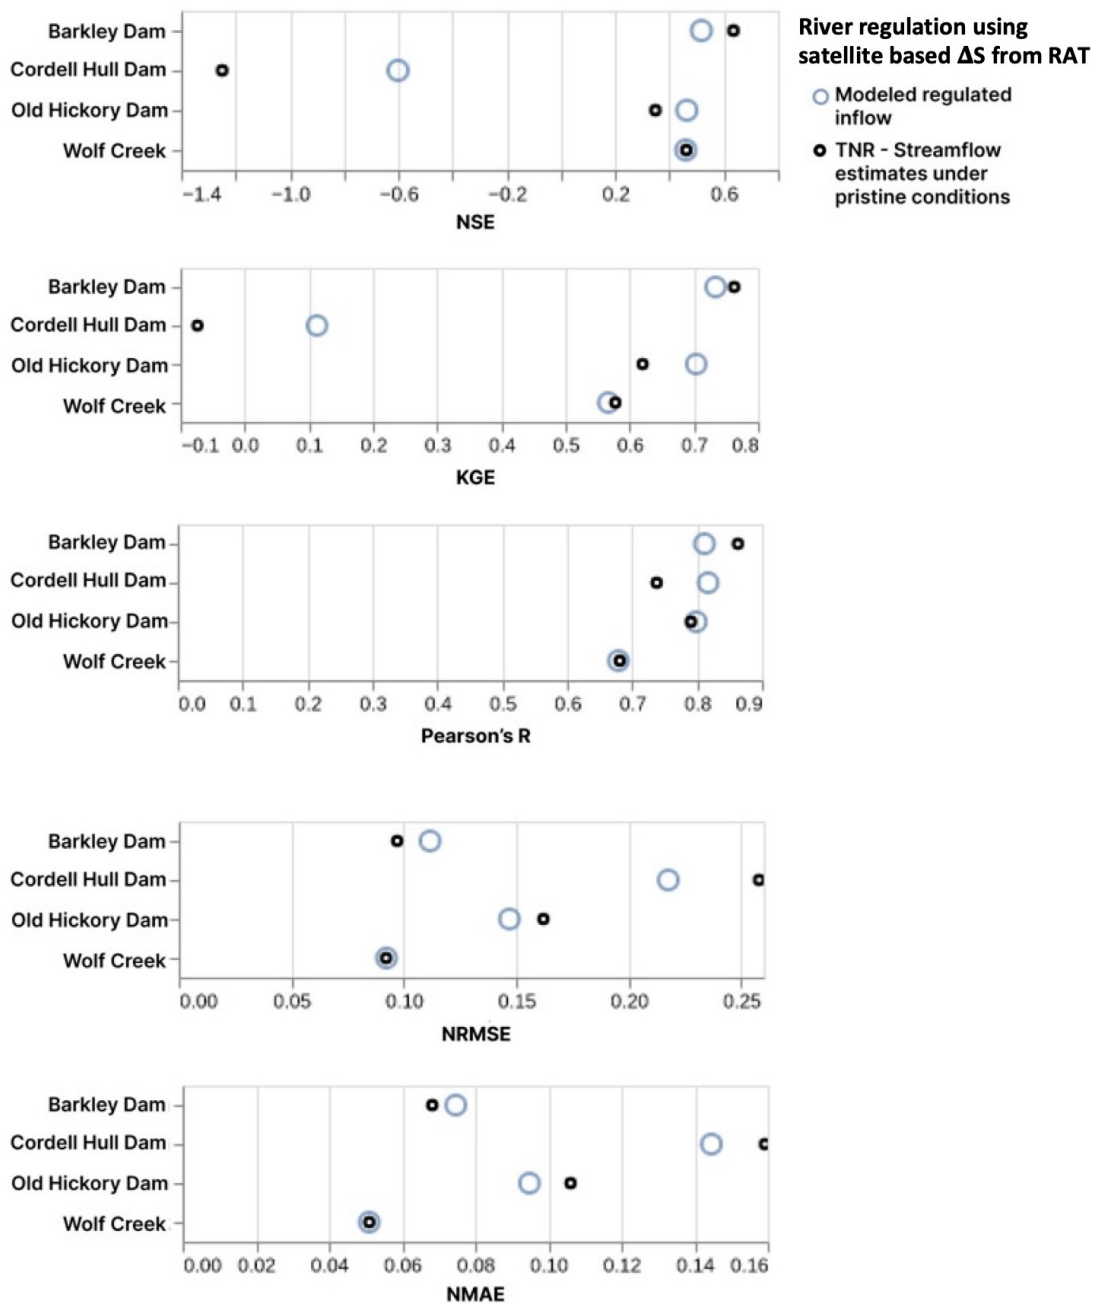 Barkley Dam
Cordell Hull Dam
Old Hickory Dam
Wolf Creek
−1.4 −1.0 −0.6 −0.2 0.2 0.6
NSE
River regulation using
satellite based ΔS from RAT
Modeled regulated
inflow
TNR - Streamflow
estimates under
pristine conditions
Barkley Dam
Cordell Hull Dam
Old Hickory Dam
Wolf Creek
−0.1 0.0 0.1 0.2 0.3 0.4 0.5 0.6 0.7 0.8
KGE
Barkley Dam
Cordell Hull Dam
Old Hickory Dam
Wolf Creek
0.0 0.1 0.2 0.3 0.4 0.5 0.6 0.7 0.8 0.9
Pearson’s R
Barkley Dam
Cordell Hull Dam
Old Hickory Dam
Wolf Creek
0.00 0.05 0.10 0.15 0.20 0.25
NRMSE
Barkley Dam
Cordell Hull Dam
Old Hickory Dam
Wolf Creek
0.00 0.02 0.04 0.06 0.08 0.10 0.12 0.14 0.16
NMAE